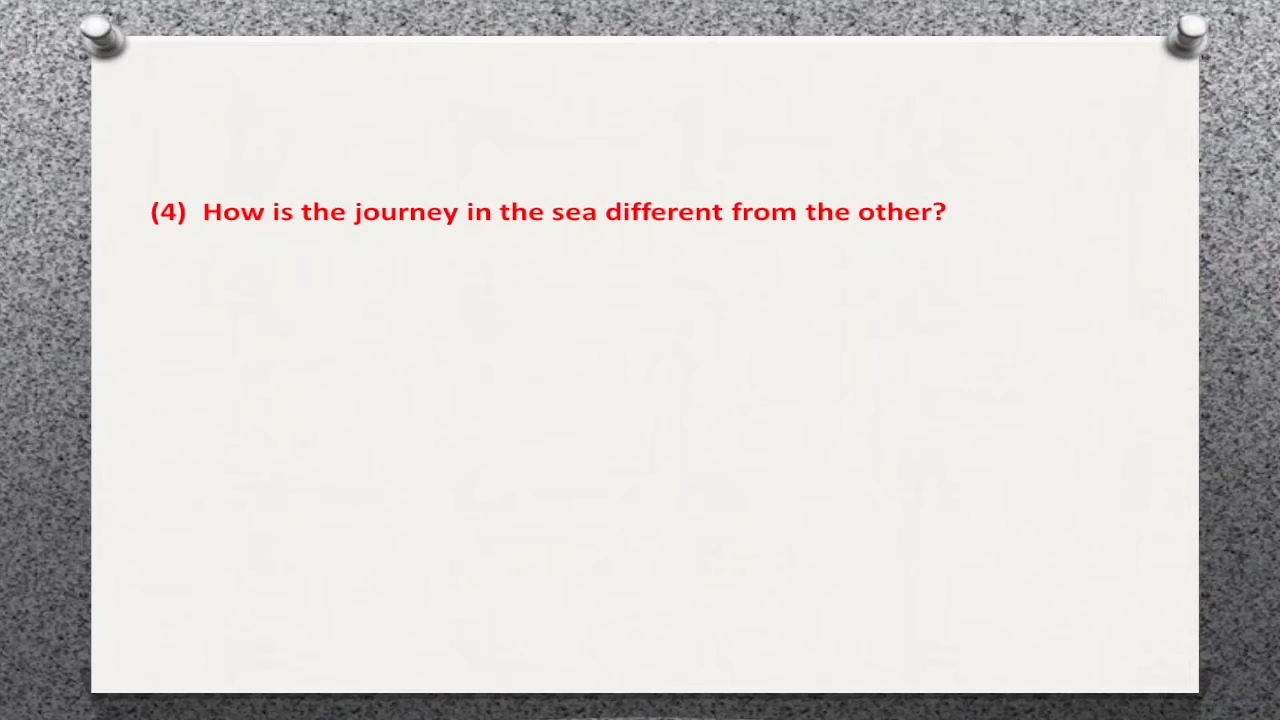 (4) How is the journey in the sea different from the other?